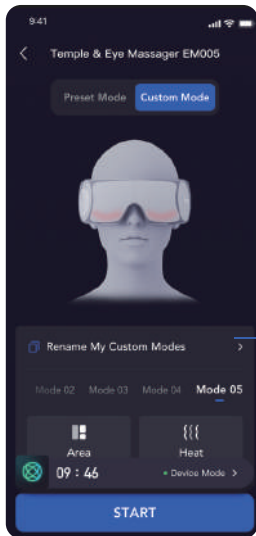 9:41
Temple & Eye Massager EM005
Preset Mode Custom Mode
Rename My Custom Modes >
Mode 02 Mode 03 Mode 04 Mode 05
Area Heat
09 : 46 • Device Mode >
START